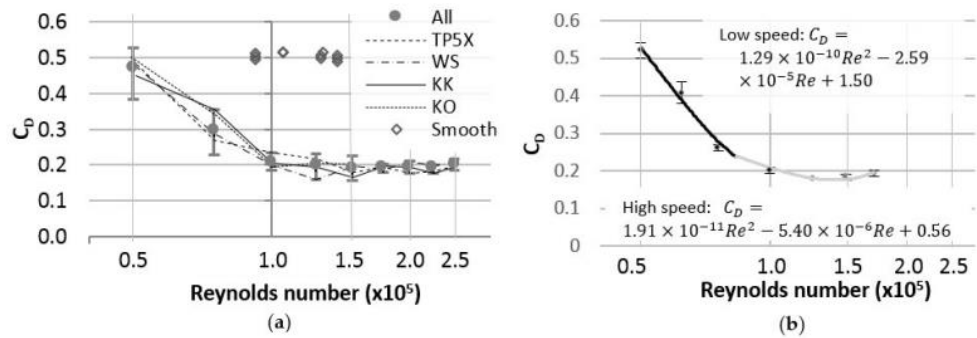 0.6
0.5
0.4
0.3
0.2
0.1
0.0
C_D
0.5
1.0
1.5
2.0
2.5
Reynolds number (x10⁵)
All
TP5X
WS
KK
KO
Smooth
(a)
0.6
0.5
0.4
0.3
0.2
0.1
0
C_D
Low speed: C_D =
1.29 × 10⁻¹⁰Re² − 2.59
× 10⁻⁵Re + 1.50
High speed: C_D =
1.91 × 10⁻¹¹Re² − 5.40 × 10⁻⁶Re + 0.56
0.5
1.0
1.5
2.0
2.5
Reynolds number (x10⁵)
(b)